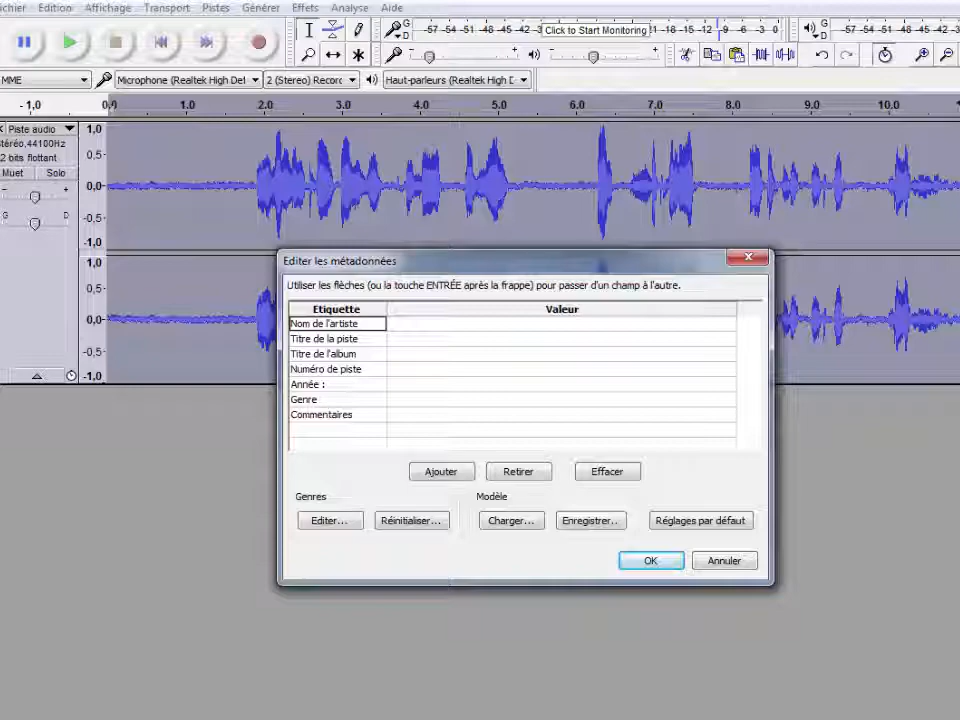 ichier Edition Affichage Transport Pistes Générer Effets Analyse Aide
G D -57 -54 -51 -48 -45 -42 -3 Click to Start Monitoring 1 -18 -15 -12 -9 -6 -3 0 G D -57 -54 -51 -48 -45 -42 -3
- + - +
MME Microphone (Realtek High Def 2 (Stereo) Record Haut-parleurs (Realtek High D
- 1,0 0,0 1.0 2.0 3.0 4.0 5.0 6.0 7.0 8.0 9.0 10.0
Piste audio 1,0
téréo,44100Hz
2 bits flottant 0,5-
Muet Solo
- + 0,0-
G D -0,5-
-1,0
1,0
0,5-
0,0-
-0,5-
-1,0
Editer les métadonnées
Utiliser les flèches (ou la touche ENTRÉE après la frappe) pour passer d'un champ à l'autre.
Etiquette Valeur
Nom de l'artiste
Titre de la piste
Titre de l'album
Numéro de piste
Année :
Genre
Commentaires
Ajouter Retirer Effacer
Genres Modèle
Editer... Réinitialiser... Charger... Enregistrer.. Réglages par défaut
OK Annuler